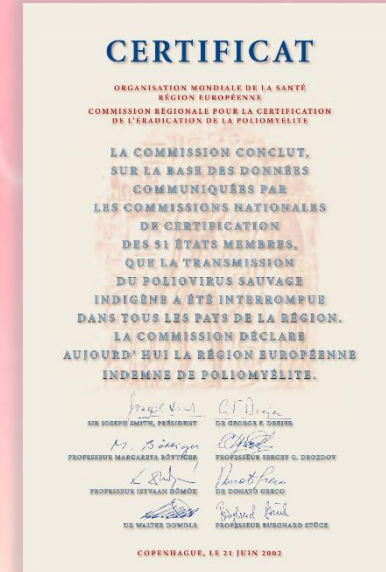 CERTIFICAT
ORGANISATION MONDIALE DE LA SANTÉ
RÉGION EUROPÉENNE
COMMISSION RÉGIONALE POUR LA CERTIFICATION
DE L'ÉRADICATION DE LA POLIOMYÉLITE
LA COMMISSION CONCLUT,
SUR LA BASE DES DONNÉES
COMMUNIQUÉES PAR
LES COMMISSIONS NATIONALES
DE CERTIFICATION
DES 51 ÉTATS MEMBRES,
QUE LA TRANSMISSION
DU POLIOVIRUS SAUVAGE
INDIGÈNE A ÉTÉ INTERROMPUE
DANS TOUS LES PAYS DE LA RÉGION.
LA COMMISSION DÉCLARE
AUJOURD' HUI LA RÉGION EUROPÉENNE
INDEMNE DE POLIOMYÉLITE.
SIR JOSEPH SMITH, PRÉSIDENT
DR GEORGE F. DREJER
PROFESSEUR MARGARETA BÖTTIGER
PROFESSEUR SERGEY G. DROZDOV
PROFESSEUR ISTVAAN DÖMÖK
DR DONATO GRECO
DR WALTER DOWDLE
PROFESSEUR BURGHARD STÜCK
COPENHAGUE, LE 21 JUIN 2002